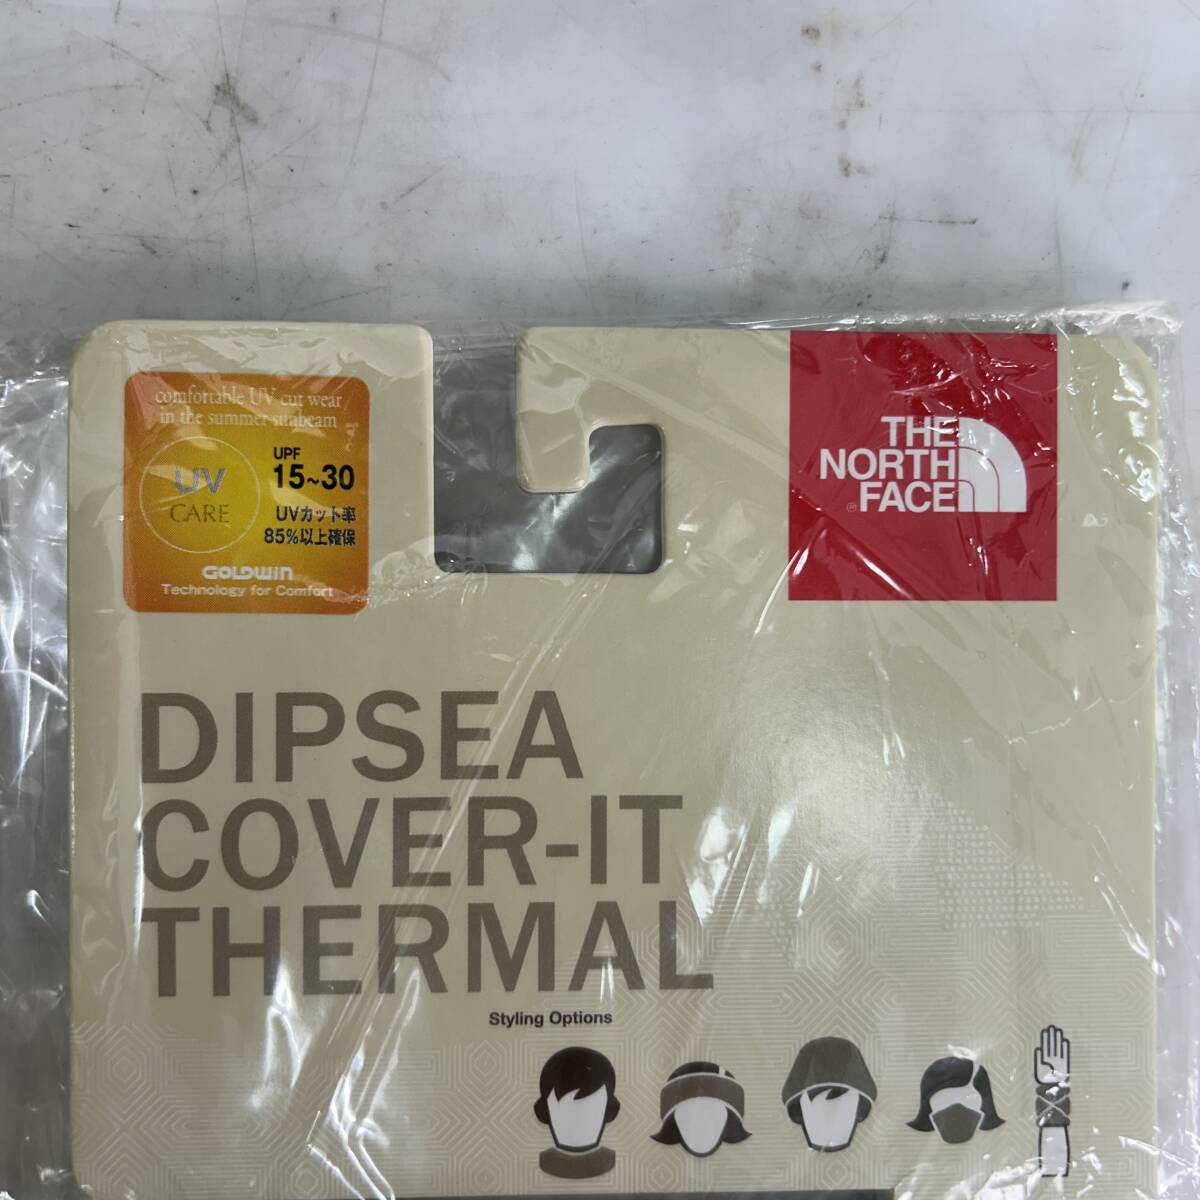 comfortable UV cut wear
in the summer sunbeam
UV
CARE
UPF
15~30
UVカット率
85%以上確保
GOLDWIN
Technology for Comfort
THE
NORTH
FACE
®
DIPSEA
COVER-IT
THERMAL
Styling Options